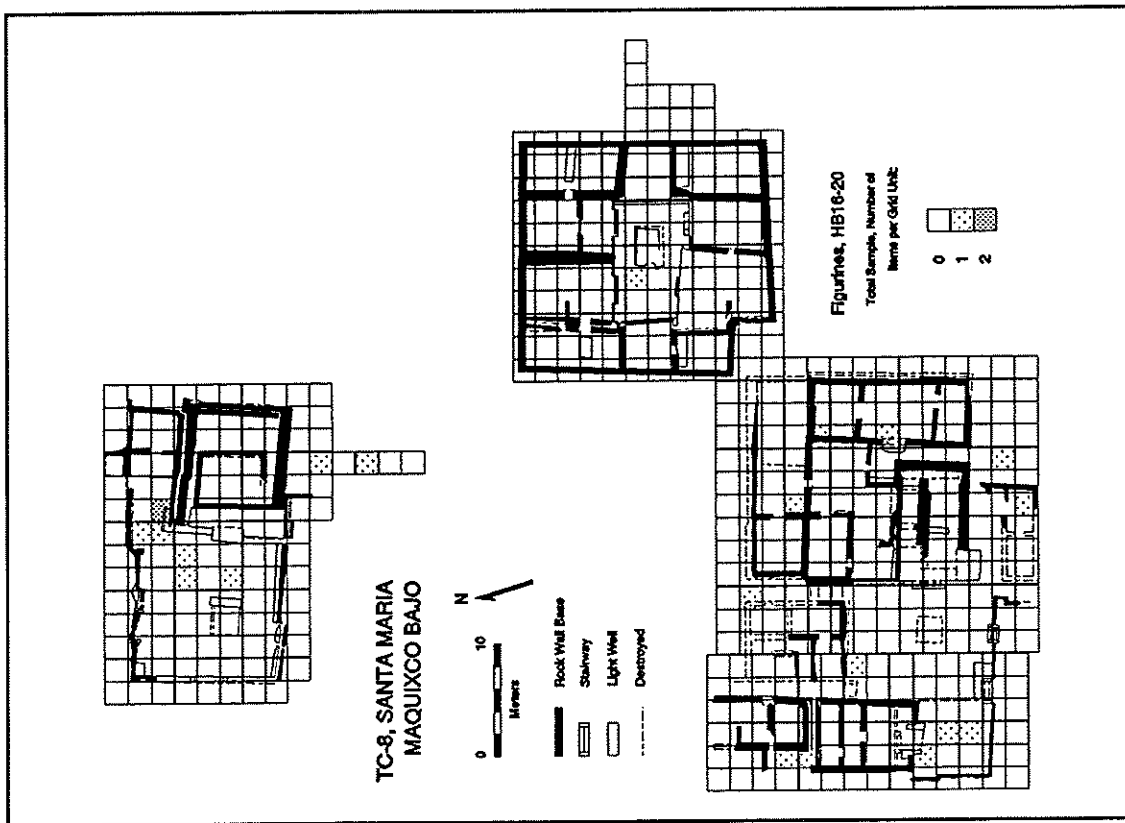 TC-8, SANTA MARIA
MAQUIXCO BAJO
N
0 10
Meters
Rock Wall Base
Stairway
Light Well
Destroyed
Figurines, HB16-20
Total Sample, Number of
Items per Grid Unit:
0
1
2